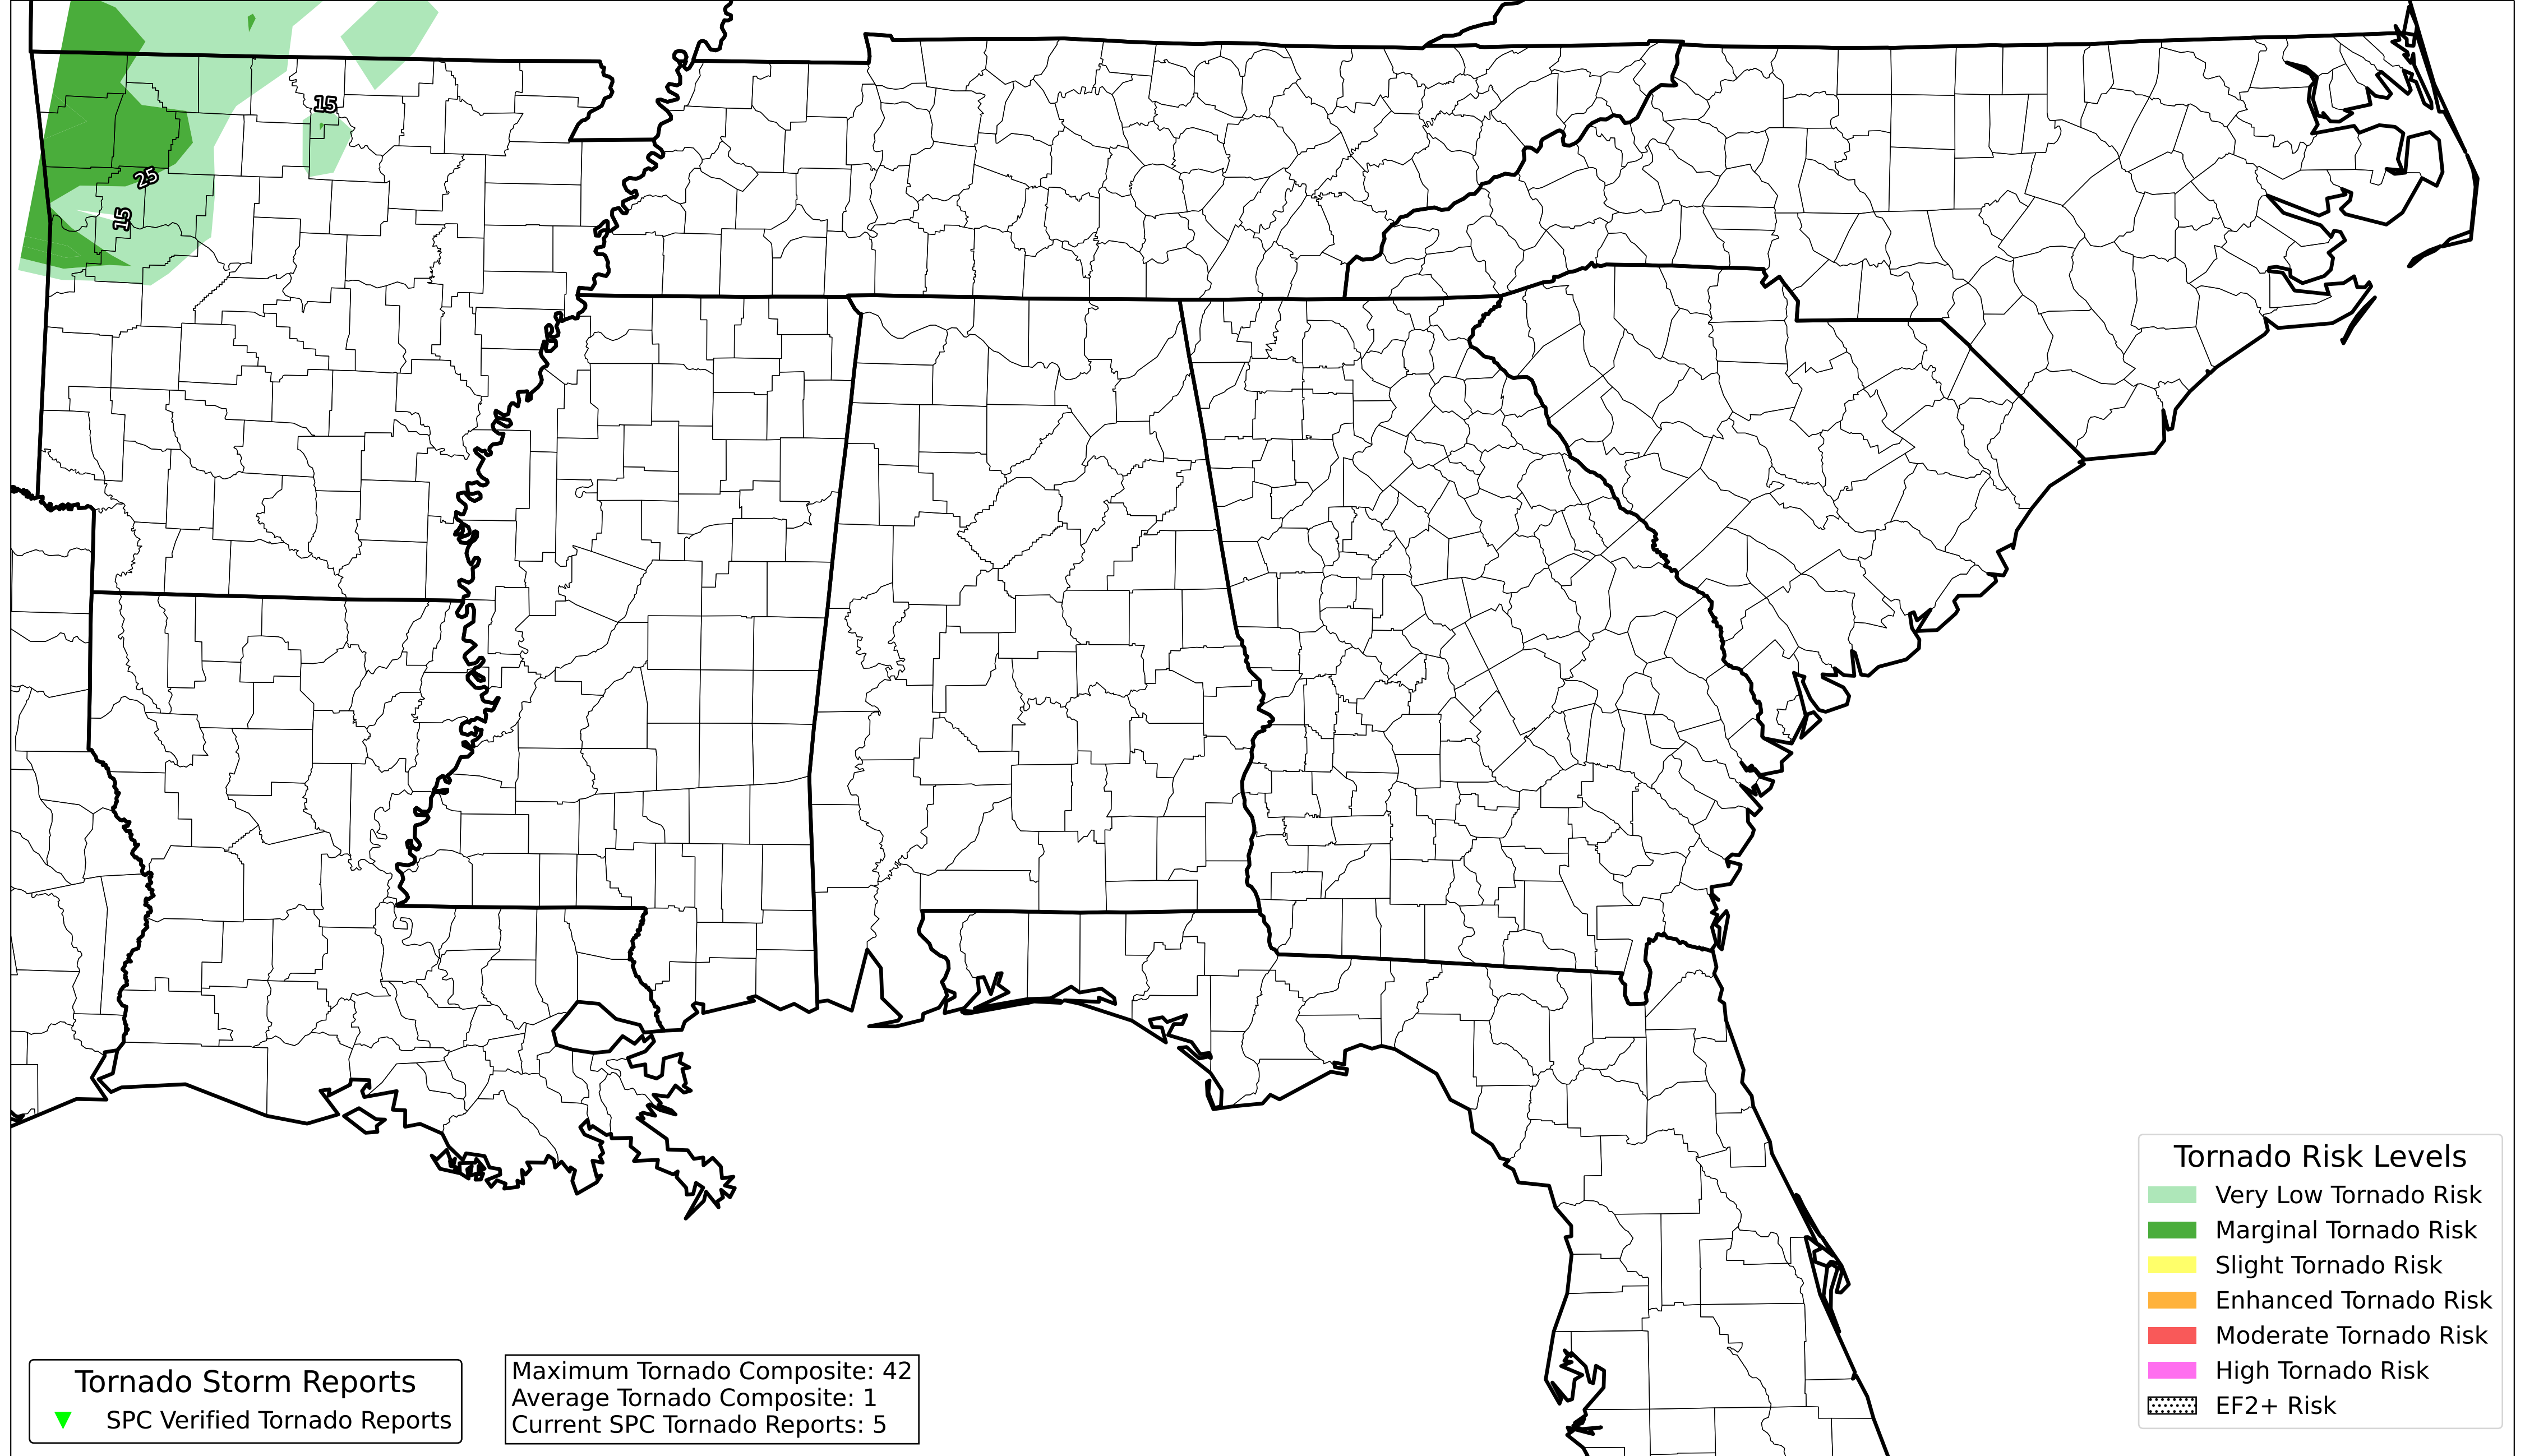 15
25
15
Tornado Risk Levels
Very Low Tornado Risk
Marginal Tornado Risk
Slight Tornado Risk
Enhanced Tornado Risk
Moderate Tornado Risk
High Tornado Risk
EF2+ Risk
Tornado Storm Reports
SPC Verified Tornado Reports
Maximum Tornado Composite: 42
Average Tornado Composite: 1
Current SPC Tornado Reports: 5